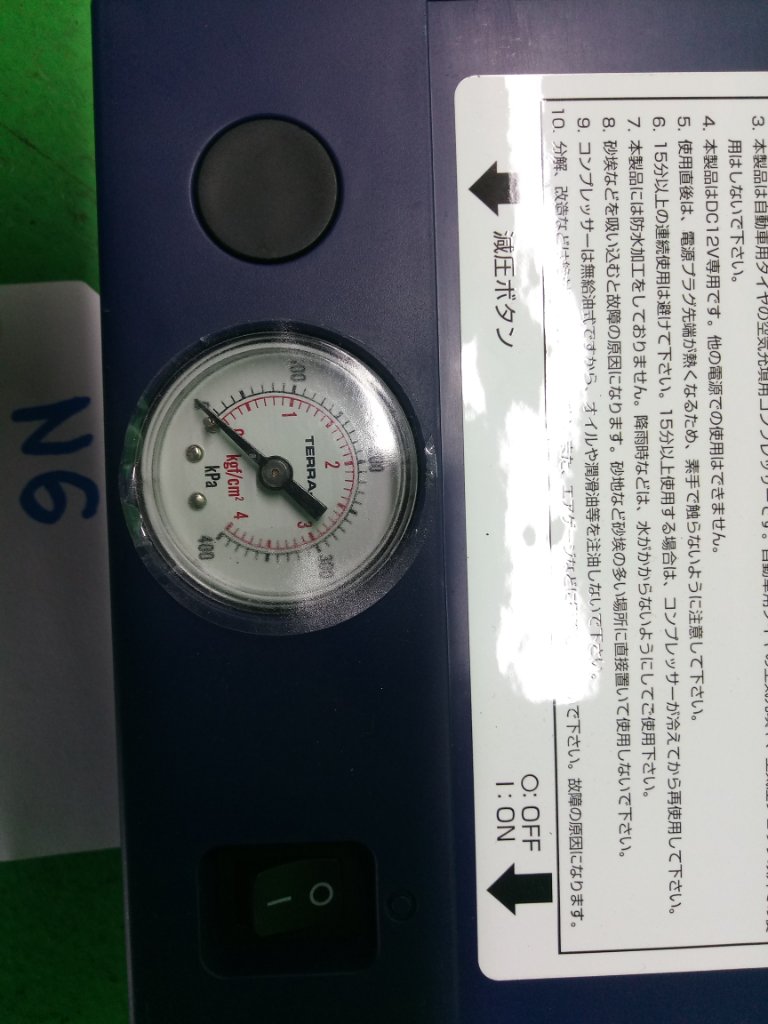 3. 本製品は自動車用タイヤの空気充填用コンプレッサーです。自動車用タイヤの空気充填
用はしないで下さい。
4. 本製品はDC12V専用です。他の電源での使用はできません。
5. 使用直後は、電源プラグ先端が熱くなるため、素手で触らないように注意して下さい。
6. 15分以上の連続使用は避けて下さい。15分以上使用する場合は、コンプレッサーが冷えてから再使用して下さい。
7. 本製品には防水加工をしておりません。降雨時などは、水がかからないようにしてご使用下さい。
8. 砂埃などを吸い込むと故障の原因になります。砂地など砂埃の多い場所に直接置いて使用しないで下さい。
9. コンプレッサーは無給油式ですから、オイルや潤滑油等を注油しないで下さい。
10. 分解、改造などは で下さい。故障の原因になります。
減圧ボタン
O: OFF
I: ON
TERRA
100
300
400
1
2
3
4
kgf/cm²
kPa
I O
N6